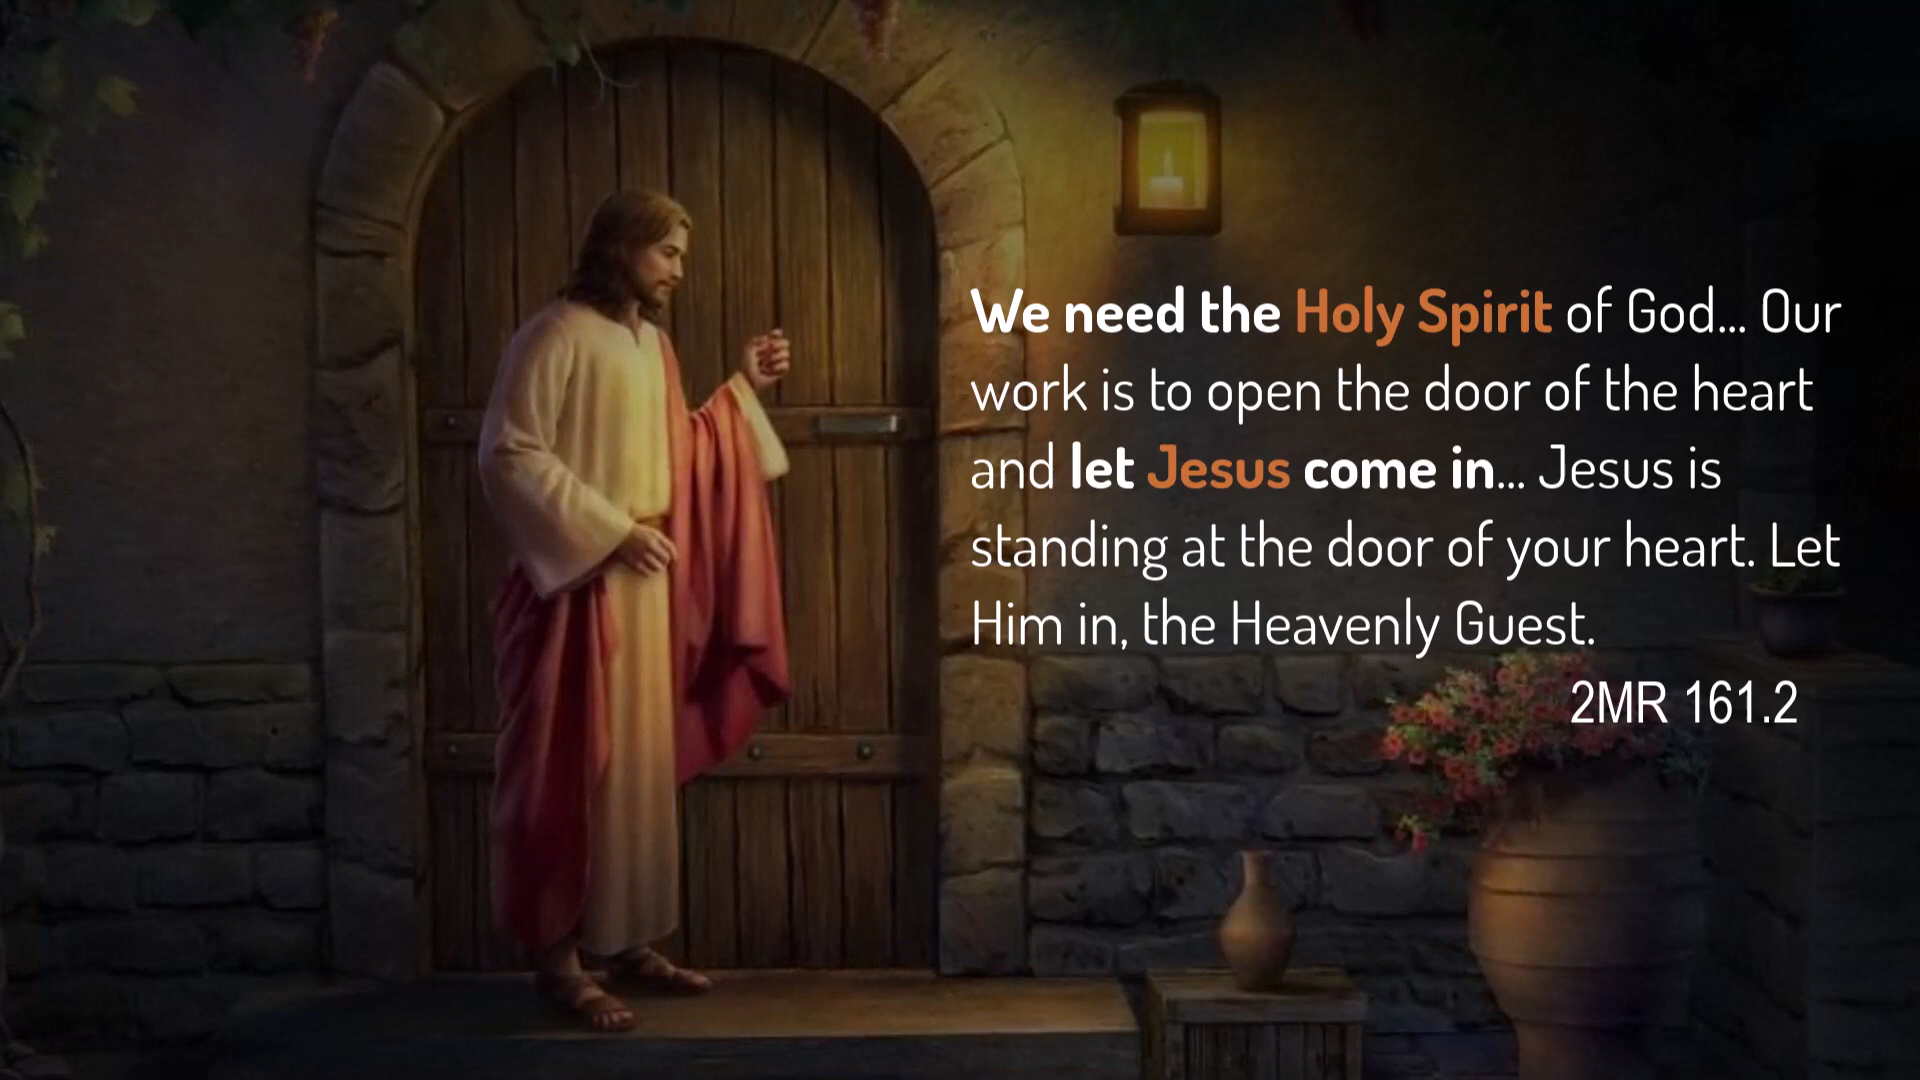 We need the Holy Spirit of God... Our
work is to open the door of the heart
and let Jesus come in... Jesus is
standing at the door of your heart. Let
Him in, the Heavenly Guest.
2MR 161.2